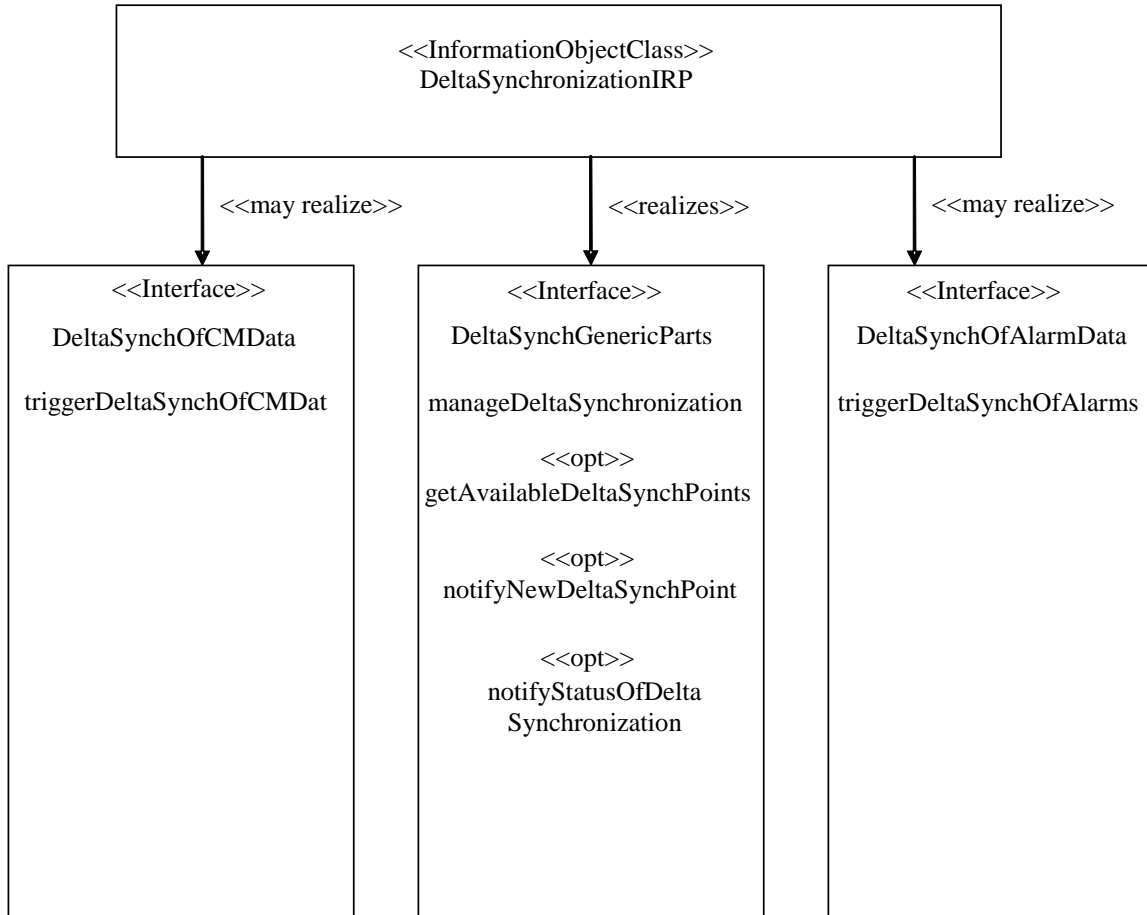 <<InformationObjectClass>>
DeltaSynchronizationIRP
<<may realize>>
<<realizes>>
<<may realize>>
<<Interface>>
DeltaSynchOfCMData
triggerDeltaSynchOfCMDat
<<Interface>>
DeltaSynchGenericParts
manageDeltaSynchronization
<<opt>>
getAvailableDeltaSynchPoints
<<opt>>
notifyNewDeltaSynchPoint
<<opt>>
notifyStatusOfDelta
Synchronization
<<Interface>>
DeltaSynchOfAlarmData
triggerDeltaSynchOfAlarms